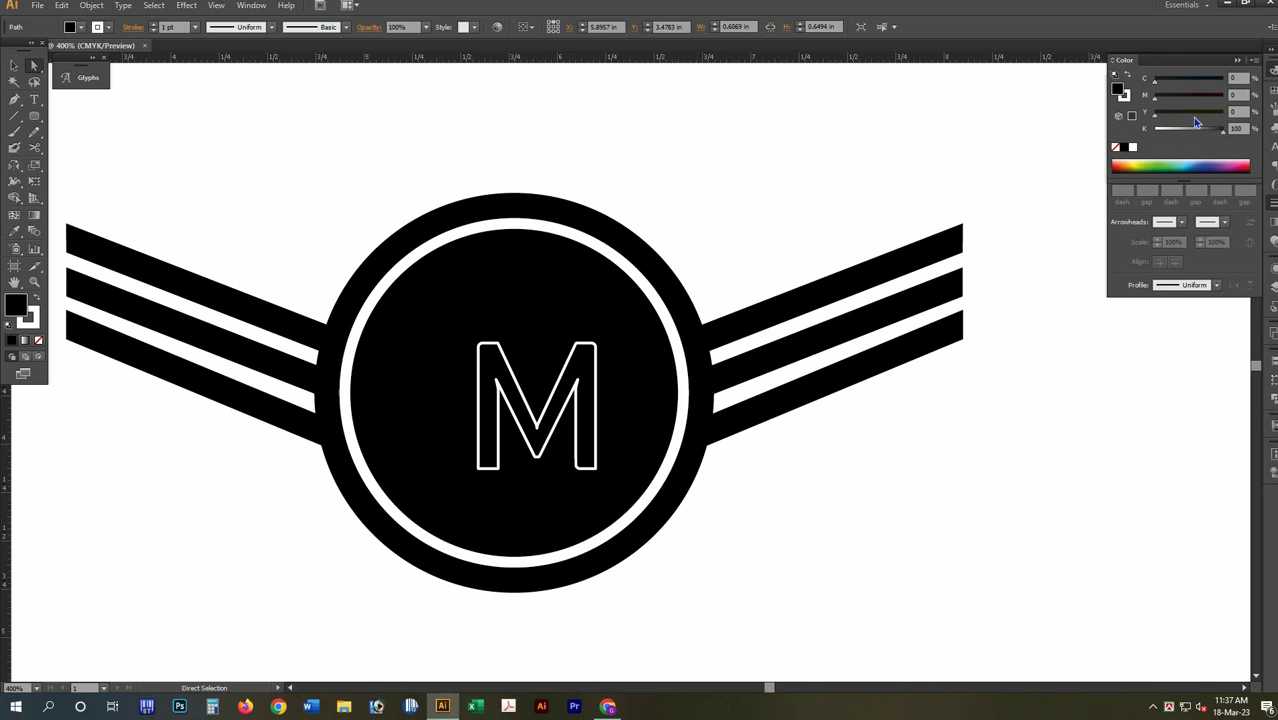 Ai File Edit Object Type Select Effect View Window Help Br Essentials
Path Stroke: 1 pt Uniform Basic Opacity: 100% Style: X: 5.8957 in Y: 3.4783 in W: 0.6069 in H: 0.6494 in
@ 400% (CMYK/Preview) ×
Glyphs
Color
C 0 %
M 0 %
Y 0 %
K 100 %
dash gap dash gap dash gap
Arrowheads:
Scale: 100% 100%
Align:
Profile: Uniform
M
400% 1 Direct Selection
11:37 AM
18-Mar-23